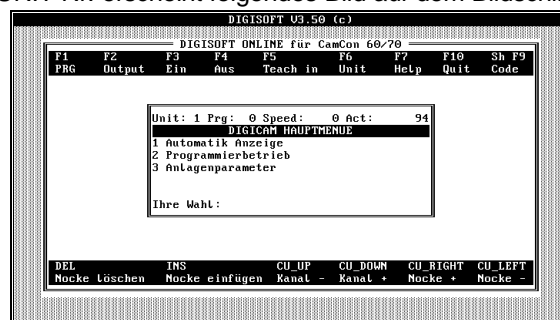 DIGISOFT V3.50 (c)
DIGISOFT ONLINE für CamCon 60/70
F1 F2 F3 F4 F5 F6 F7 F10 Sh F9
PRG Output Ein Aus Teach in Unit Help Quit Code
Unit: 1 Prg: 0 Speed: 0 Act: 94
DIGICAM HAUPTMENUE
1 Automatik Anzeige
2 Programmierbetrieb
3 Anlagenparameter
Ihre Wahl:
DEL INS CU_UP CU_DOWN CU_RIGHT CU_LEFT
Nocke löschen Nocke einfügen Kanal - Kanal + Nocke + Nocke -